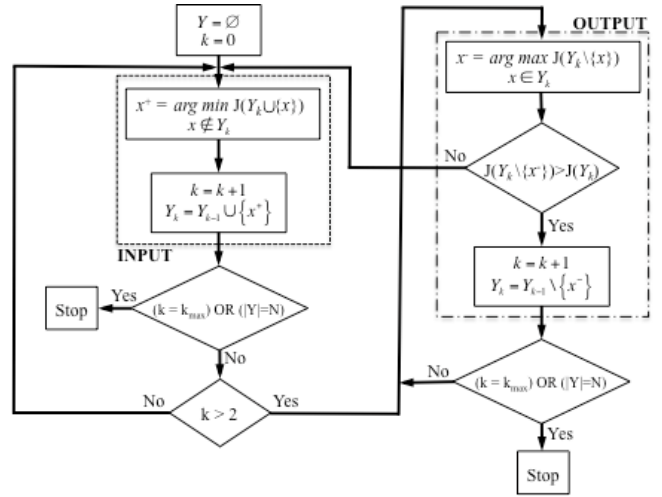 Y = ∅
k = 0
x⁺ = arg min J(Yₖ∪{x})
x ∉ Yₖ
k = k+1
Yₖ = Yₖ₋₁ ∪ {x⁺}
INPUT
(k = kₘₐₓ) OR (|Y|=N)
Yes
Stop
No
k > 2
No
Yes
OUTPUT
x⁻ = arg max J(Yₖ\{x})
x ∈ Yₖ
J(Yₖ\{x⁻})>J(Yₖ)
No
Yes
k = k+1
Yₖ = Yₖ₋₁ \{x⁻}
(k = kₘₐₓ) OR (|Y|=N)
No
Yes
Stop